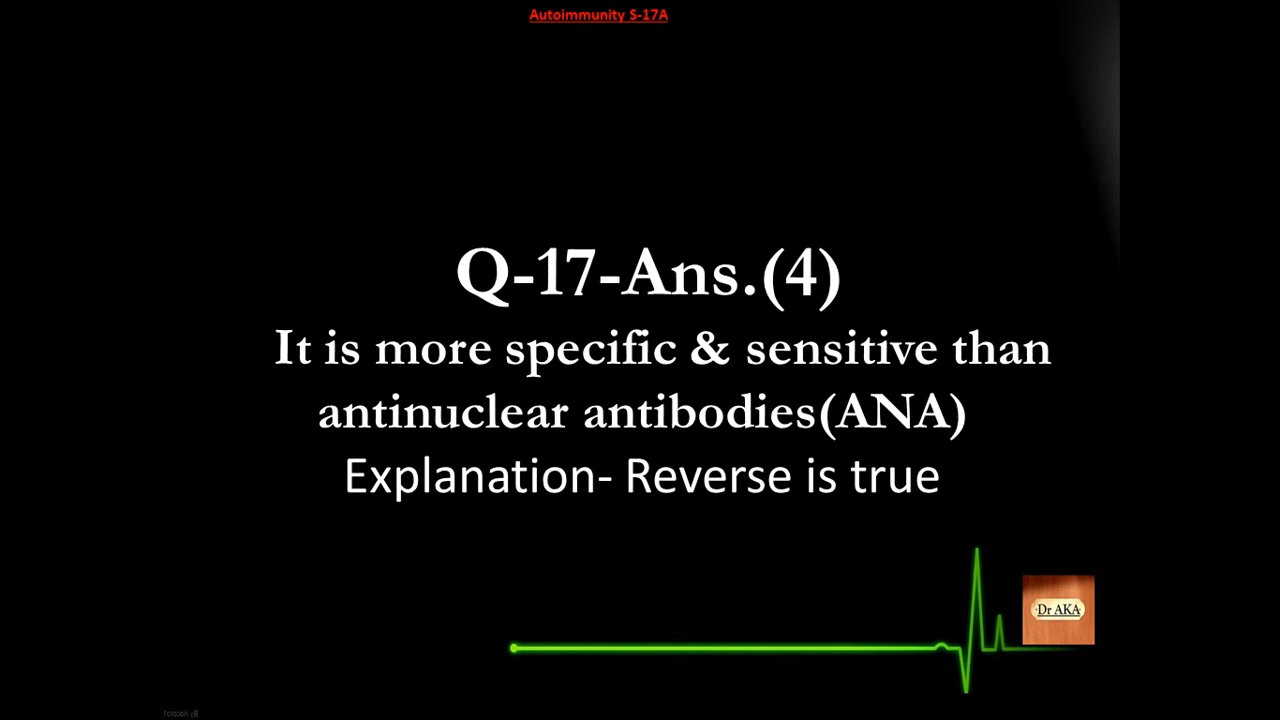 Autoimmunity S-17A
Q-17-Ans.(4)
It is more specific & sensitive than
antinuclear antibodies(ANA)
Explanation- Reverse is true
Dr AKA